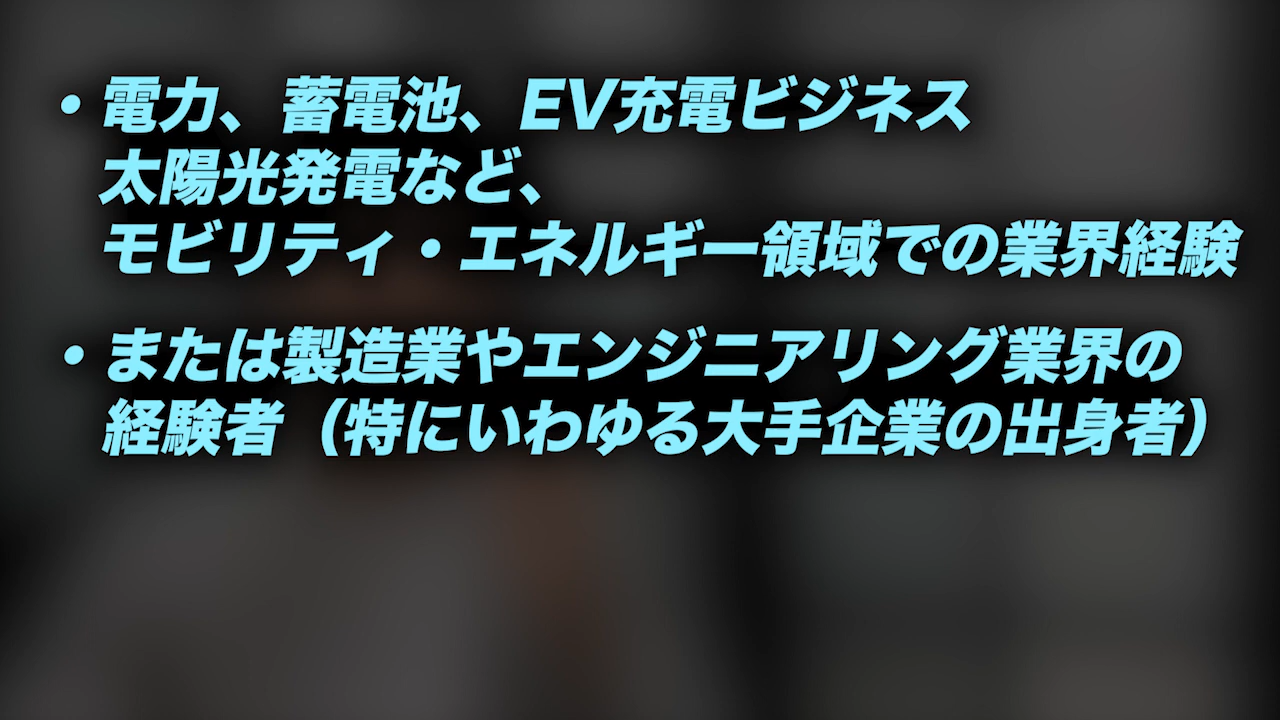 ・電力、蓄電池、EV充電ビジネス
太陽光発電など、
モビリティ・エネルギー領域での業界経験
・または製造業やエンジニアリング業界の
経験者（特にいわゆる大手企業の出身者）